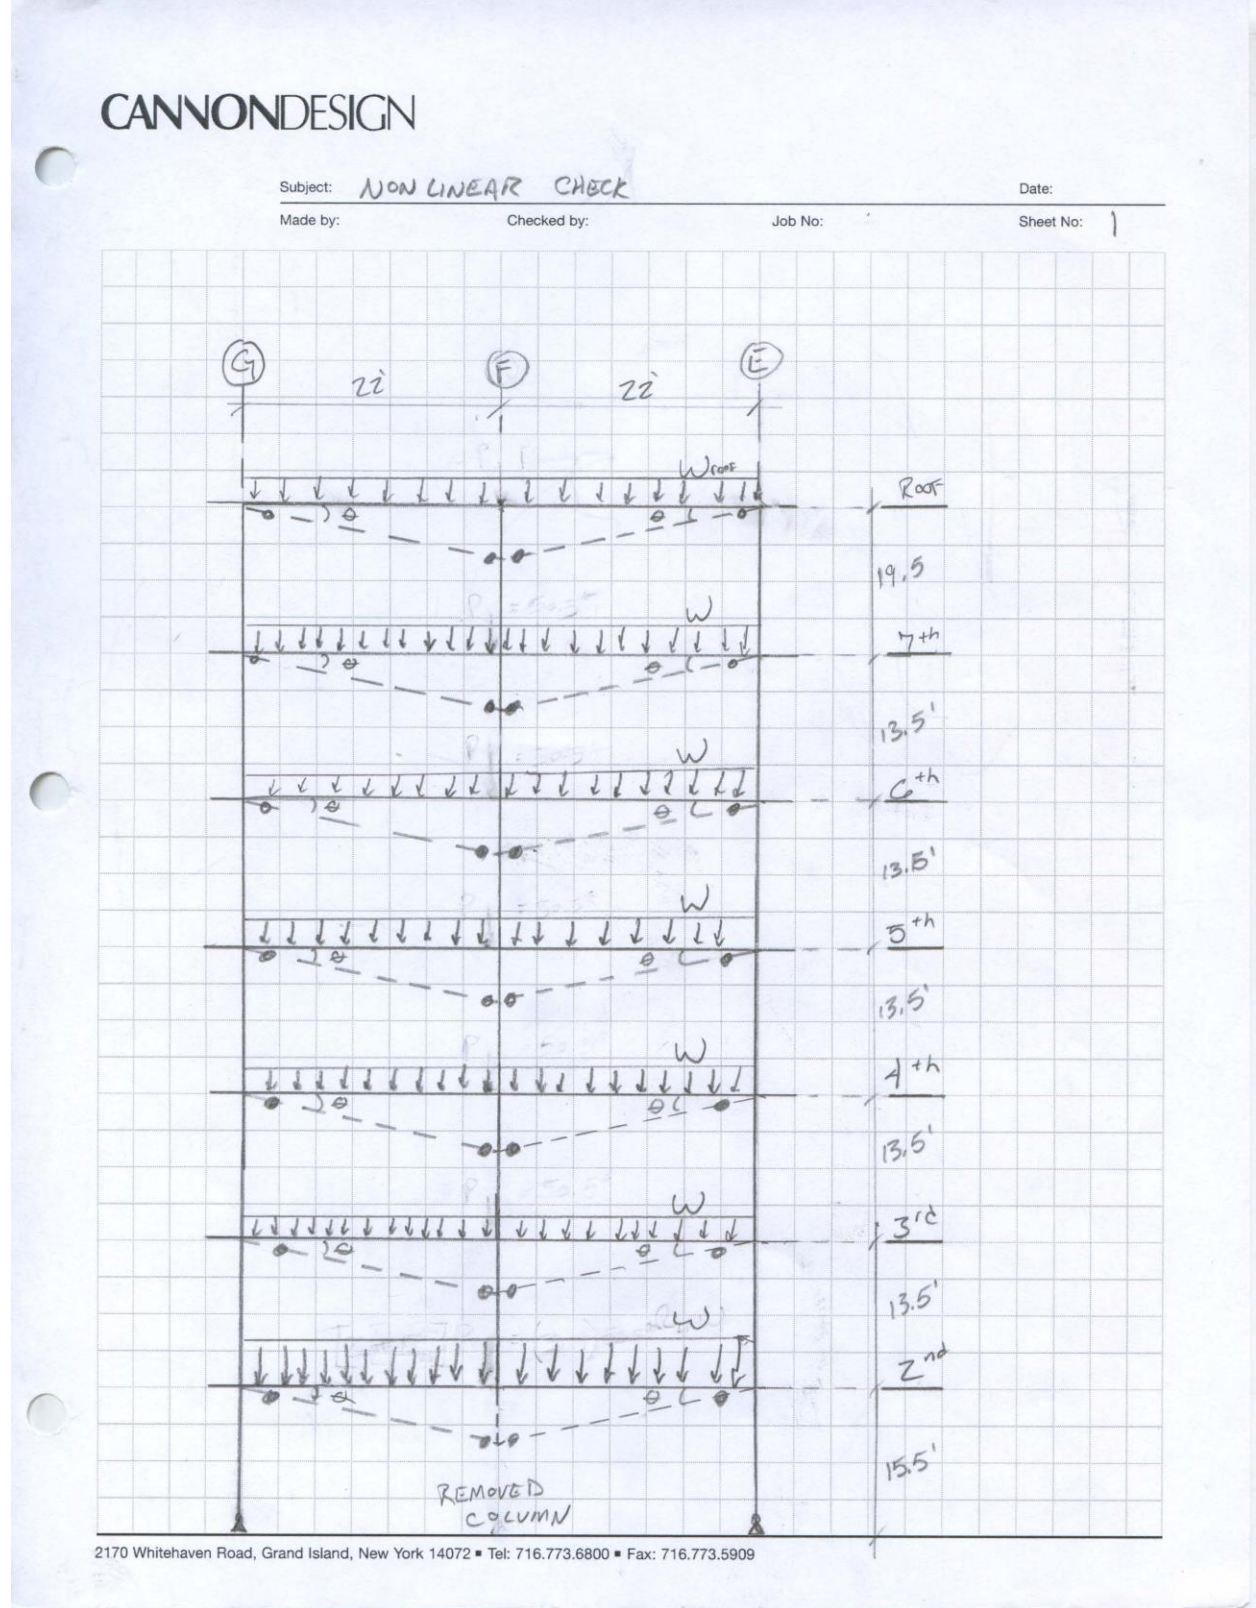 CANNONDESIGN
Subject: NON LINEAR CHECK Date:
Made by: Checked by: Job No: Sheet No: 1
G F E
22' 22'
W ROOF
ROOF
θ θ
19.5
W
7th
θ θ
13.5'
W
6th
θ θ
13.5'
W
5th
θ θ
13.5'
W
4th
θ θ
13.5'
W
3rd
θ θ
13.5'
W
2nd
θ θ
15.5'
REMOVED
COLUMN
2170 Whitehaven Road, Grand Island, New York 14072 ▪ Tel: 716.773.6800 ▪ Fax: 716.773.5909